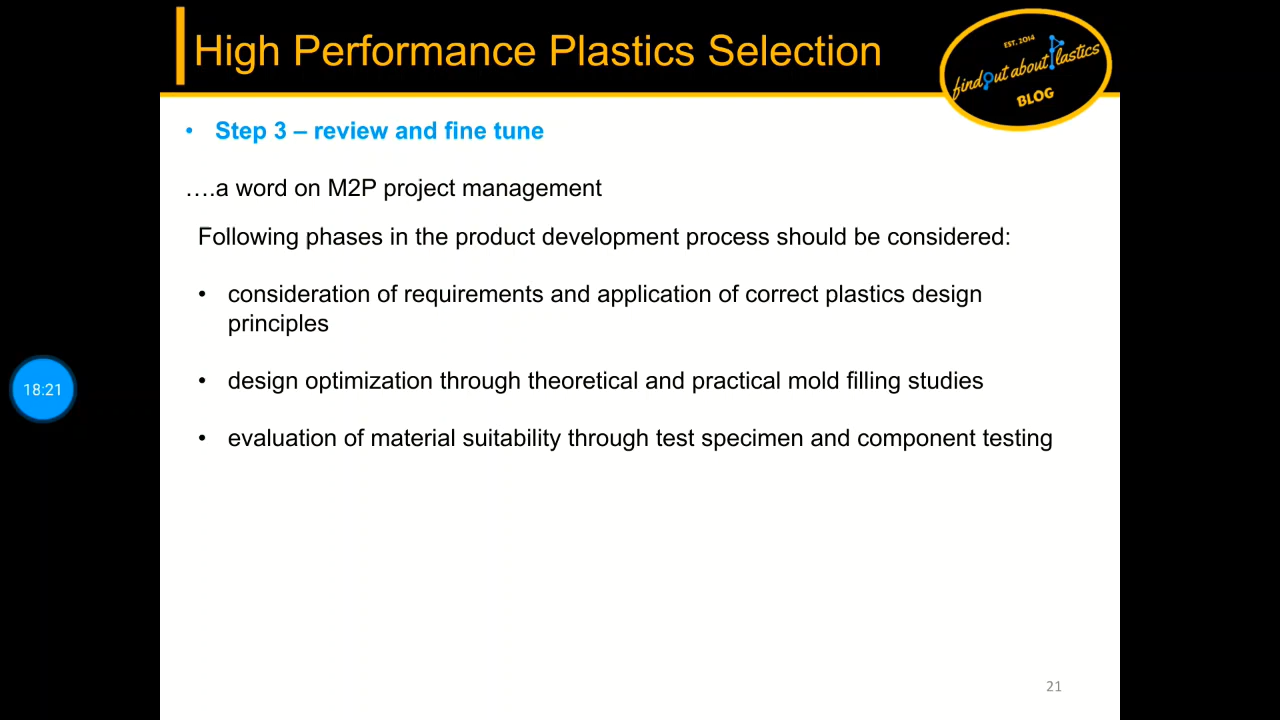 High Performance Plastics Selection
EST. 2014
findout about Plastics
BLOG
• Step 3 – review and fine tune
….a word on M2P project management
Following phases in the product development process should be considered:
• consideration of requirements and application of correct plastics design
principles
• design optimization through theoretical and practical mold filling studies
• evaluation of material suitability through test specimen and component testing
18:21
21